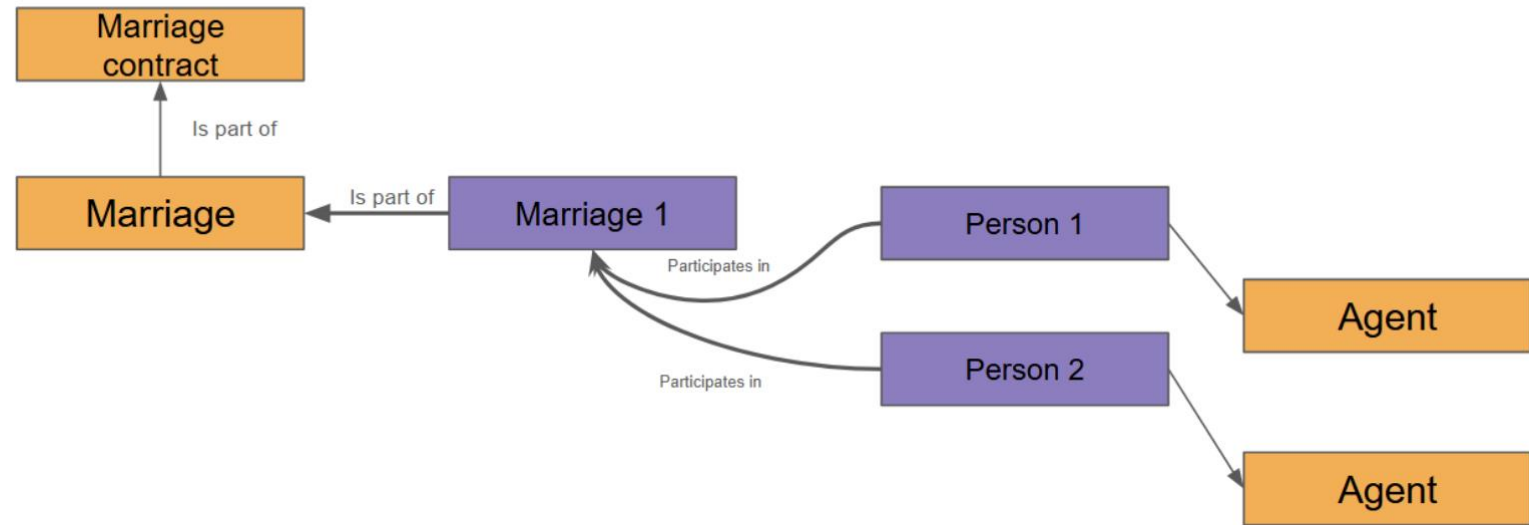 Marriage
contract
Is part of
Marriage
Is part of
Marriage 1
Participates in
Person 1
Agent
Participates in
Person 2
Agent